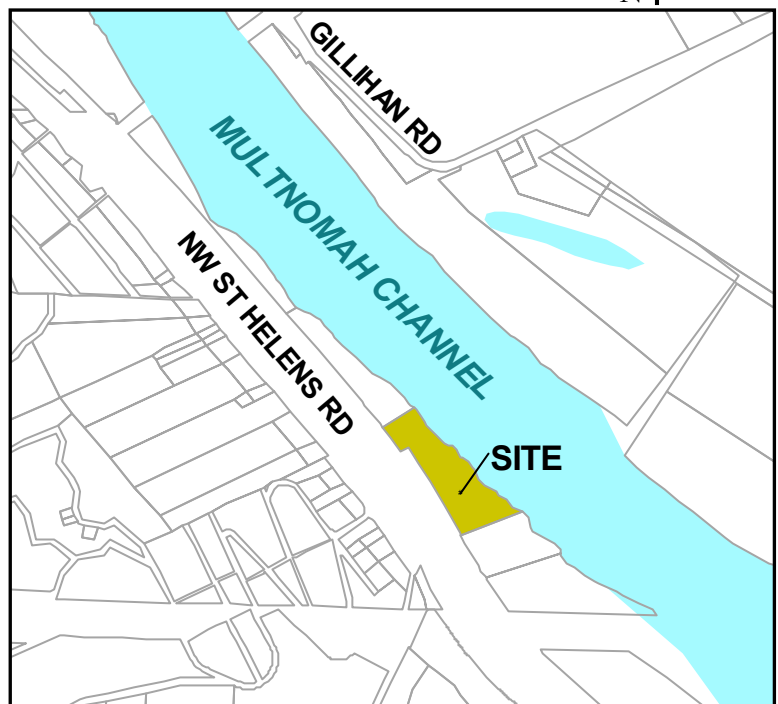 N
GILLIHAN RD
MULTNOMAH CHANNEL
NW ST HELENS RD
SITE